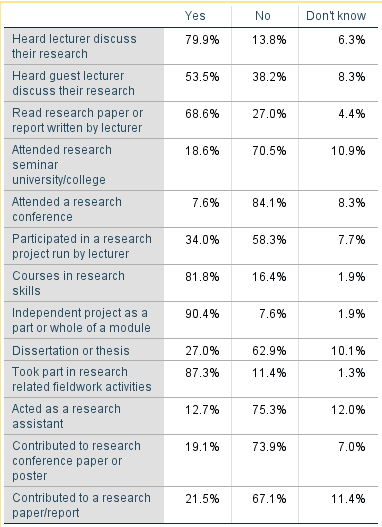 Yes No Don't know
Heard lecturer discuss 79.9% 13.8% 6.3%
their research
Heard guest lecturer 53.5% 38.2% 8.3%
discuss their research
Read research paper or 68.6% 27.0% 4.4%
report written by lecturer
Attended research 18.6% 70.5% 10.9%
seminar
university/college
Attended a research 7.6% 84.1% 8.3%
conference
Participated in a research 34.0% 58.3% 7.7%
project run by lecturer
Courses in research 81.8% 16.4% 1.9%
skills
Independent project as a 90.4% 7.6% 1.9%
part or whole of a module
Dissertation or thesis 27.0% 62.9% 10.1%
Took part in research 87.3% 11.4% 1.3%
related fieldwork activities
Acted as a research 12.7% 75.3% 12.0%
assistant
Contributed to research 19.1% 73.9% 7.0%
conference paper or
poster
Contributed to a research 21.5% 67.1% 11.4%
paper/report